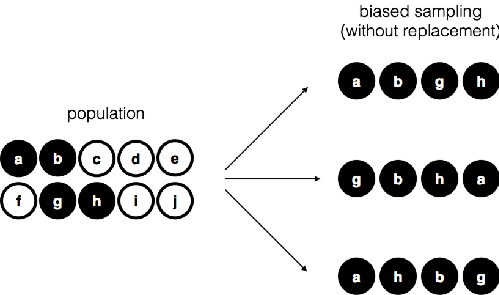 biased sampling
(without replacement)
a b g h
population
a b c d e
f g h i j
g b h a
a h b g